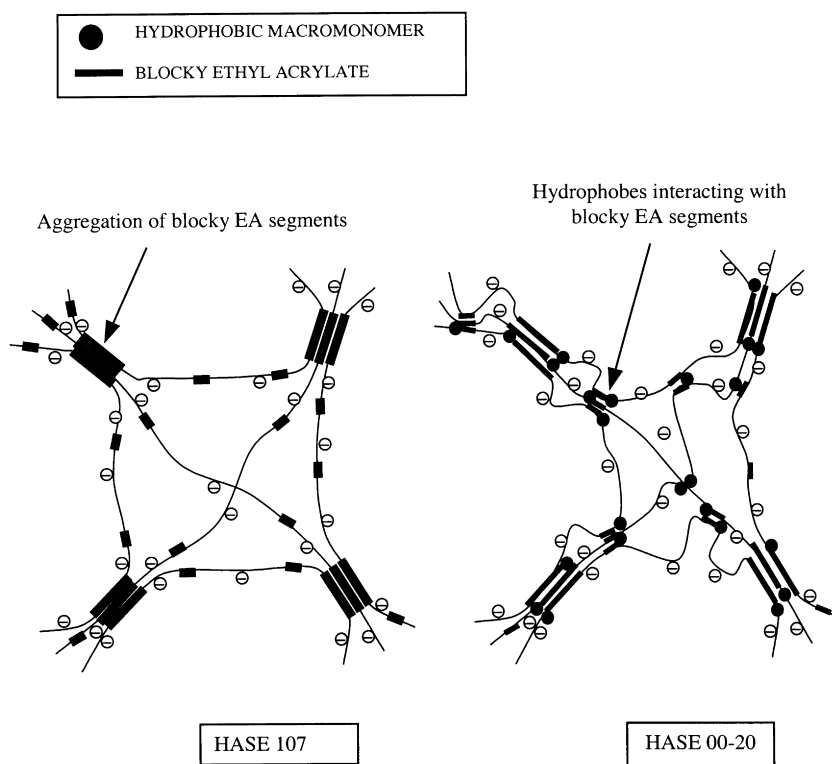 HYDROPHOBIC MACROMONOMER
BLOCKY ETHYL ACRYLATE
Aggregation of blocky EA segments
Hydrophobes interacting with
blocky EA segments
HASE 107
HASE 00-20